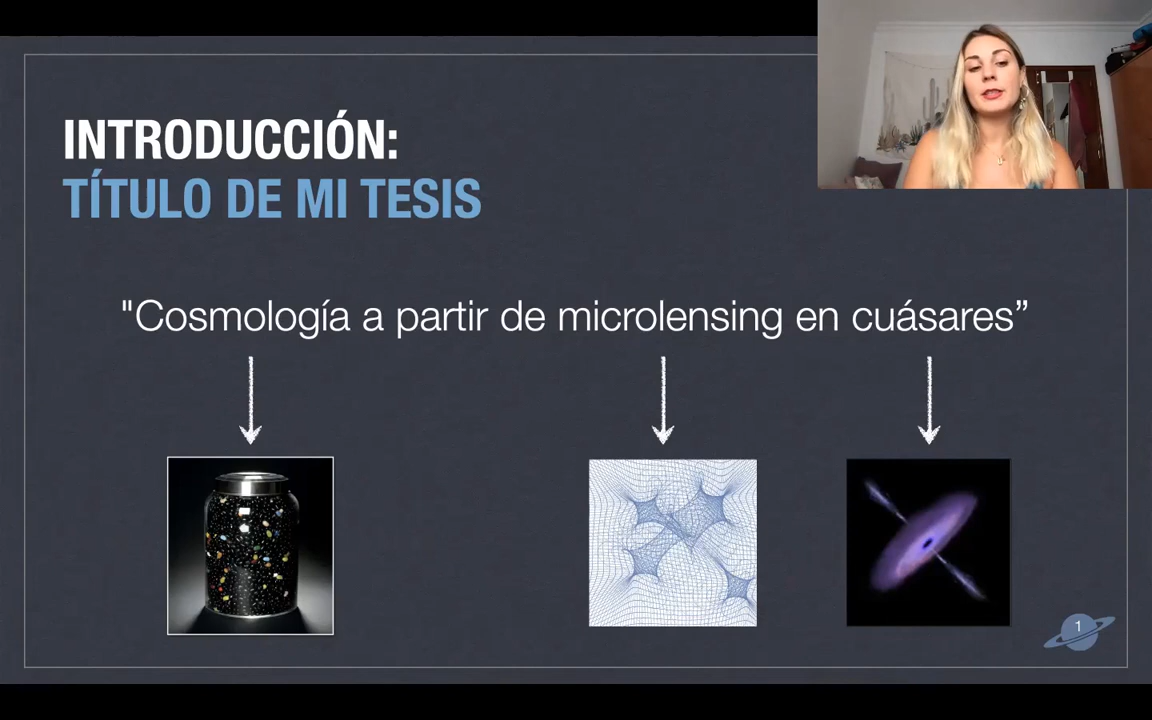 INTRODUCCIÓN:
TÍTULO DE MI TESIS
"Cosmología a partir de microlensing en cuásares”
1